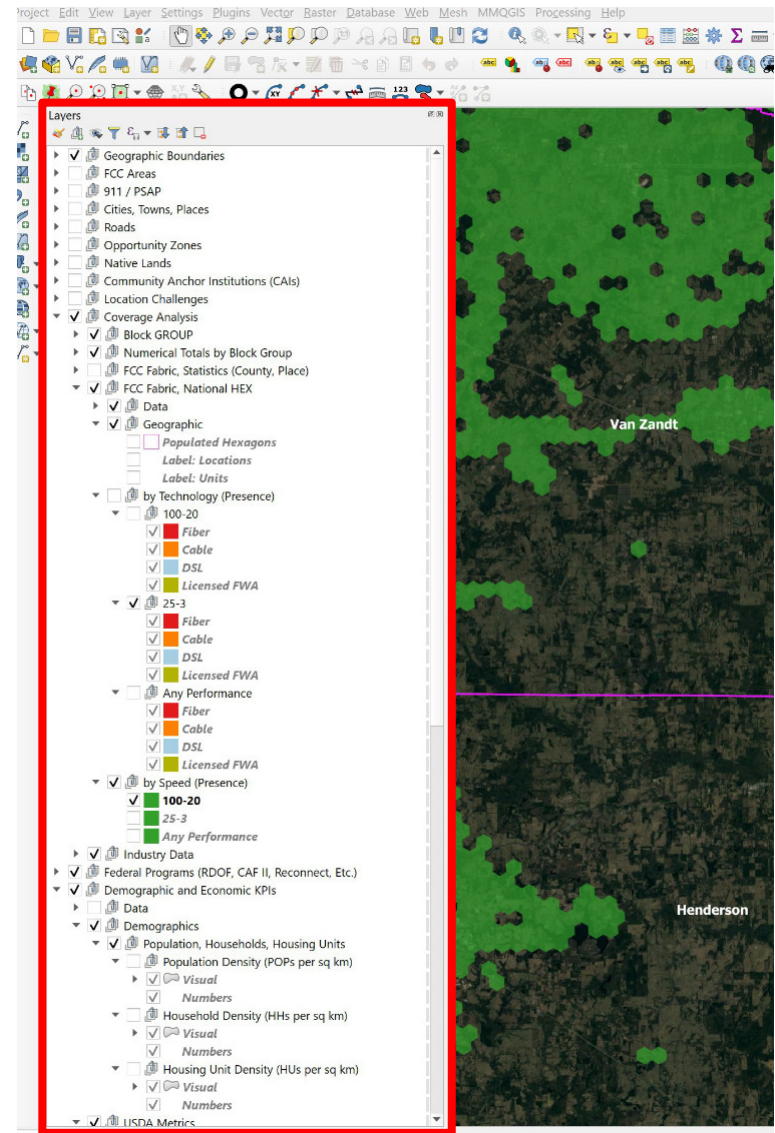 Project Edit View Layer Settings Plugins Vector Raster Database Web Mesh MMQGIS Processing Help
Layers
Geographic Boundaries
FCC Areas
911 / PSAP
Cities, Towns, Places
Roads
Opportunity Zones
Native Lands
Community Anchor Institutions (CAIs)
Location Challenges
Coverage Analysis
Block GROUP
Numerical Totals by Block Group
FCC Fabric, Statistics (County, Place)
FCC Fabric, National HEX
Data
Geographic
Populated Hexagons
Label: Locations
Label: Units
by Technology (Presence)
100-20
Fiber
Cable
DSL
Licensed FWA
25-3
Fiber
Cable
DSL
Licensed FWA
Any Performance
Fiber
Cable
DSL
Licensed FWA
by Speed (Presence)
100-20
25-3
Any Performance
Industry Data
Federal Programs (RDOF, CAF II, Reconnect, Etc.)
Demographic and Economic KPIs
Data
Demographics
Population, Households, Housing Units
Population Density (POPs per sq km)
Visual
Numbers
Household Density (HHs per sq km)
Visual
Numbers
Housing Unit Density (HUs per sq km)
Visual
Numbers
USDA Metrics
Van Zandt
Henderson